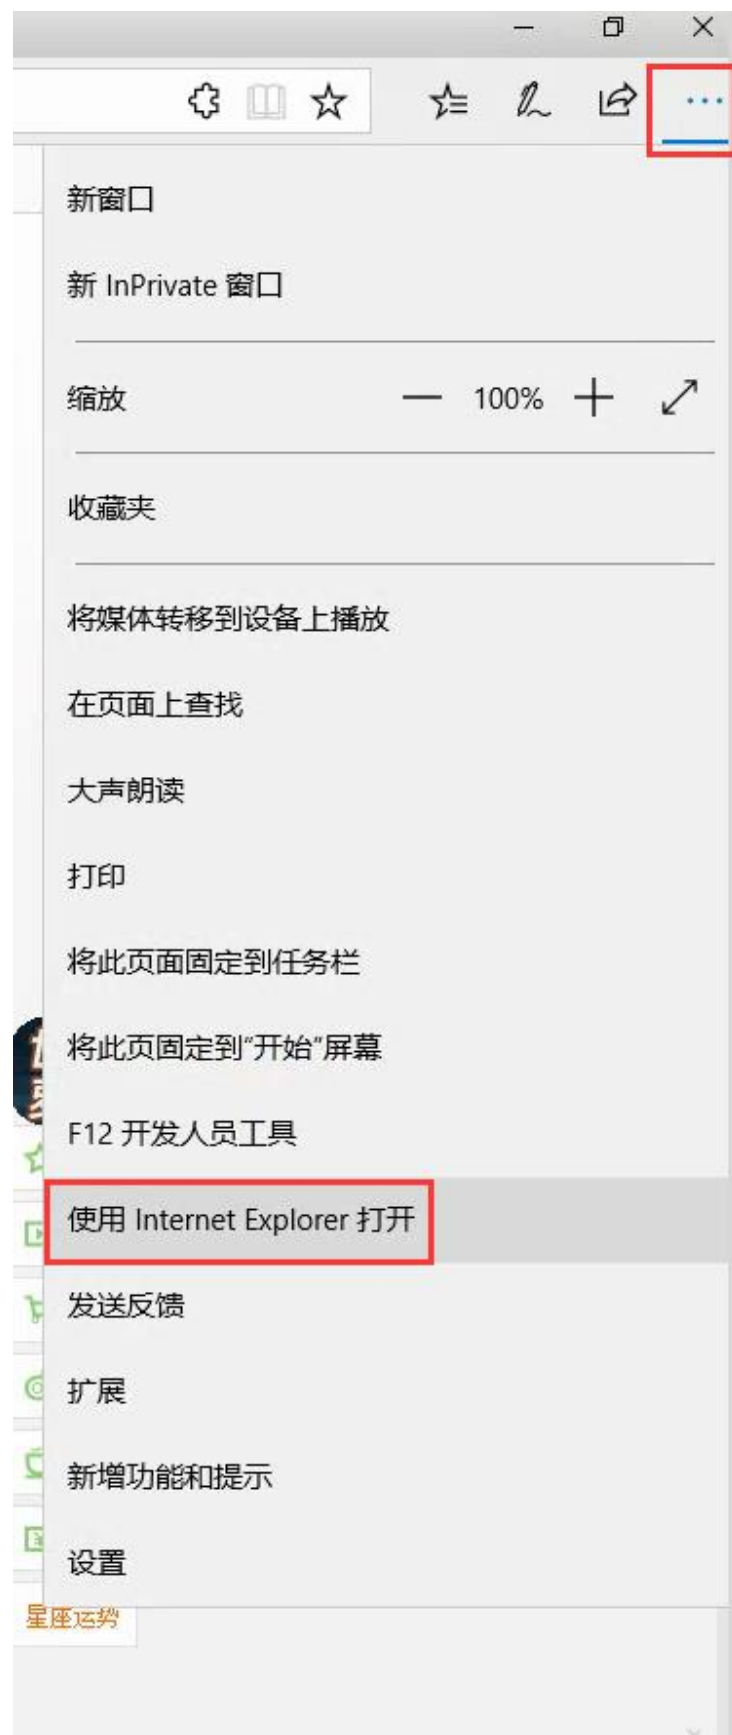 新窗口
新 InPrivate 窗口
缩放 100%
收藏夹
将媒体转移到设备上播放
在页面上查找
大声朗读
打印
将此页面固定到任务栏
将此页固定到"开始"屏幕
F12 开发人员工具
使用 Internet Explorer 打开
发送反馈
扩展
新增功能和提示
设置
星座运势